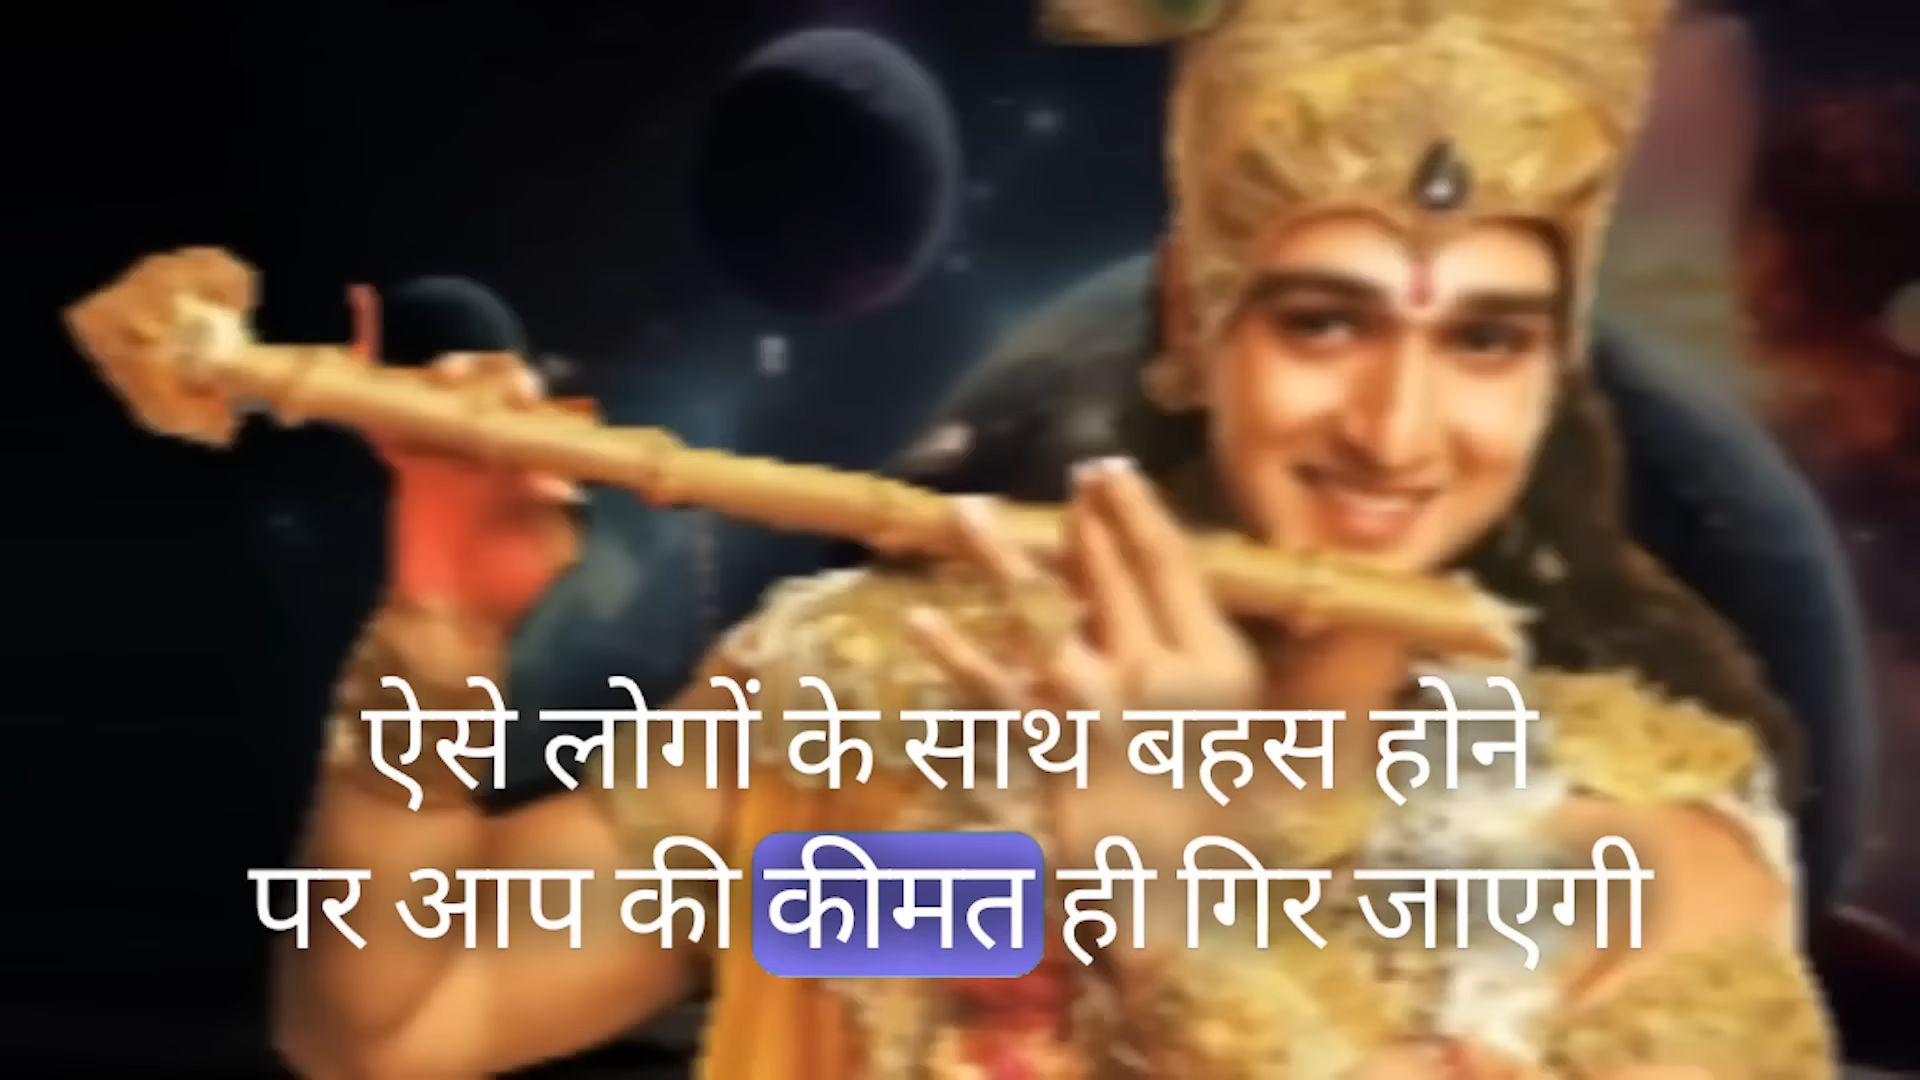 ऐसे लोगों के साथ बहस होने
पर आप की कीमत ही गिर जाएगी